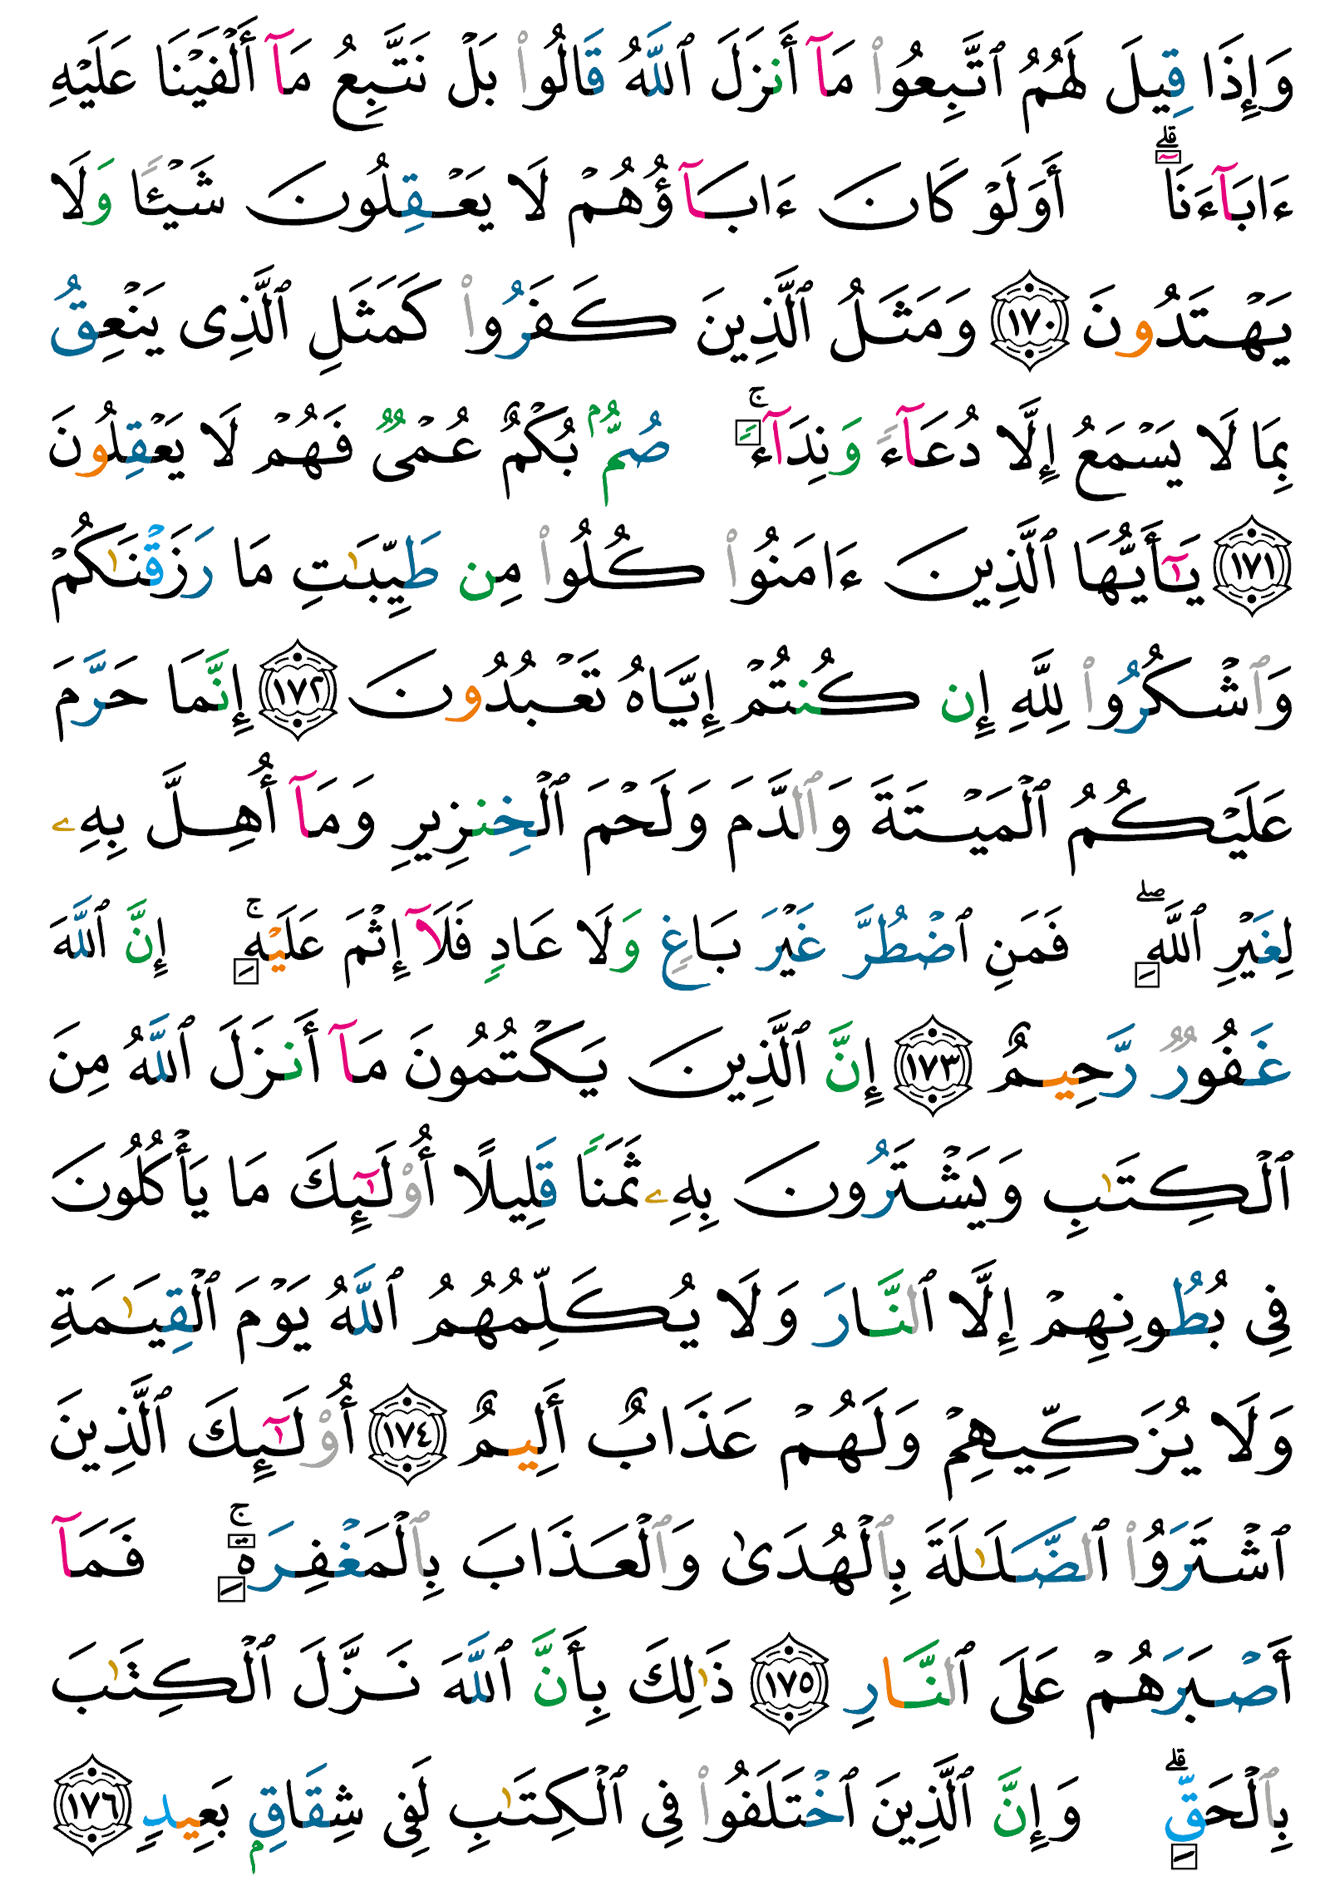 وَإِذَا قِيلَ لَهُمُ ٱتَّبِعُوا۟ مَآ أَنزَلَ ٱللَّهُ قَالُوا۟ بَلْ نَتَّبِعُ مَآ أَلْفَيْنَا عَلَيْهِ
ءَابَآءَنَآ ۗ أَوَلَوْ كَانَ ءَابَآؤُهُمْ لَا يَعْقِلُونَ شَيْـًٔا وَلَا
يَهْتَدُونَ ١٧٠ وَمَثَلُ ٱلَّذِينَ كَفَرُوا۟ كَمَثَلِ ٱلَّذِى يَنْعِقُ
بِمَا لَا يَسْمَعُ إِلَّا دُعَآءً وَنِدَآءً ۚ صُمٌّۢ بُكْمٌ عُمْىٌ فَهُمْ لَا يَعْقِلُونَ
١٧١ يَـٰٓأَيُّهَا ٱلَّذِينَ ءَامَنُوا۟ كُلُوا۟ مِن طَيِّبَـٰتِ مَا رَزَقْنَـٰكُمْ
وَٱشْكُرُوا۟ لِلَّهِ إِن كُنتُمْ إِيَّاهُ تَعْبُدُونَ ١٧٢ إِنَّمَا حَرَّمَ
عَلَيْكُمُ ٱلْمَيْتَةَ وَٱلدَّمَ وَلَحْمَ ٱلْخِنزِيرِ وَمَآ أُهِلَّ بِهِۦ
لِغَيْرِ ٱللَّهِ ۖ فَمَنِ ٱضْطُرَّ غَيْرَ بَاغٍ وَلَا عَادٍ فَلَآ إِثْمَ عَلَيْهِ ۚ إِنَّ ٱللَّهَ
غَفُورٌ رَّحِيمٌ ١٧٣ إِنَّ ٱلَّذِينَ يَكْتُمُونَ مَآ أَنزَلَ ٱللَّهُ مِنَ
ٱلْكِتَـٰبِ وَيَشْتَرُونَ بِهِۦ ثَمَنًا قَلِيلًا أُو۟لَـٰٓئِكَ مَا يَأْكُلُونَ
فِى بُطُونِهِمْ إِلَّا ٱلنَّارَ وَلَا يُكَلِّمُهُمُ ٱللَّهُ يَوْمَ ٱلْقِيَـٰمَةِ
وَلَا يُزَكِّيهِمْ وَلَهُمْ عَذَابٌ أَلِيمٌ ١٧٤ أُو۟لَـٰٓئِكَ ٱلَّذِينَ
ٱشْتَرَوُا۟ ٱلضَّلَـٰلَةَ بِٱلْهُدَىٰ وَٱلْعَذَابَ بِٱلْمَغْفِرَةِ ۚ فَمَآ
أَصْبَرَهُمْ عَلَى ٱلنَّارِ ١٧٥ ذَٰلِكَ بِأَنَّ ٱللَّهَ نَزَّلَ ٱلْكِتَـٰبَ
بِٱلْحَقِّ ۗ وَإِنَّ ٱلَّذِينَ ٱخْتَلَفُوا۟ فِى ٱلْكِتَـٰبِ لَفِى شِقَاقٍۭ بَعِيدٍ ١٧٦